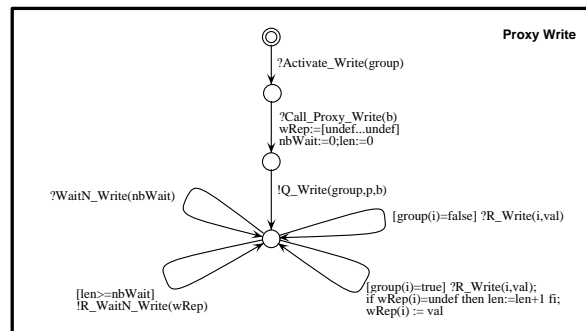 Proxy Write
?Activate_Write(group)
?Call_Proxy_Write(b)
wRep:=[undef...undef]
nbWait:=0;len:=0
!Q_Write(group,p,b)
?WaitN_Write(nbWait)
[group(i)=false] ?R_Write(i,val)
[len>=nbWait]
!R_WaitN_Write(wRep)
[group(i)=true] ?R_Write(i,val);
if wRep(i)=undef then len:=len+1 fi;
wRep(i) := val